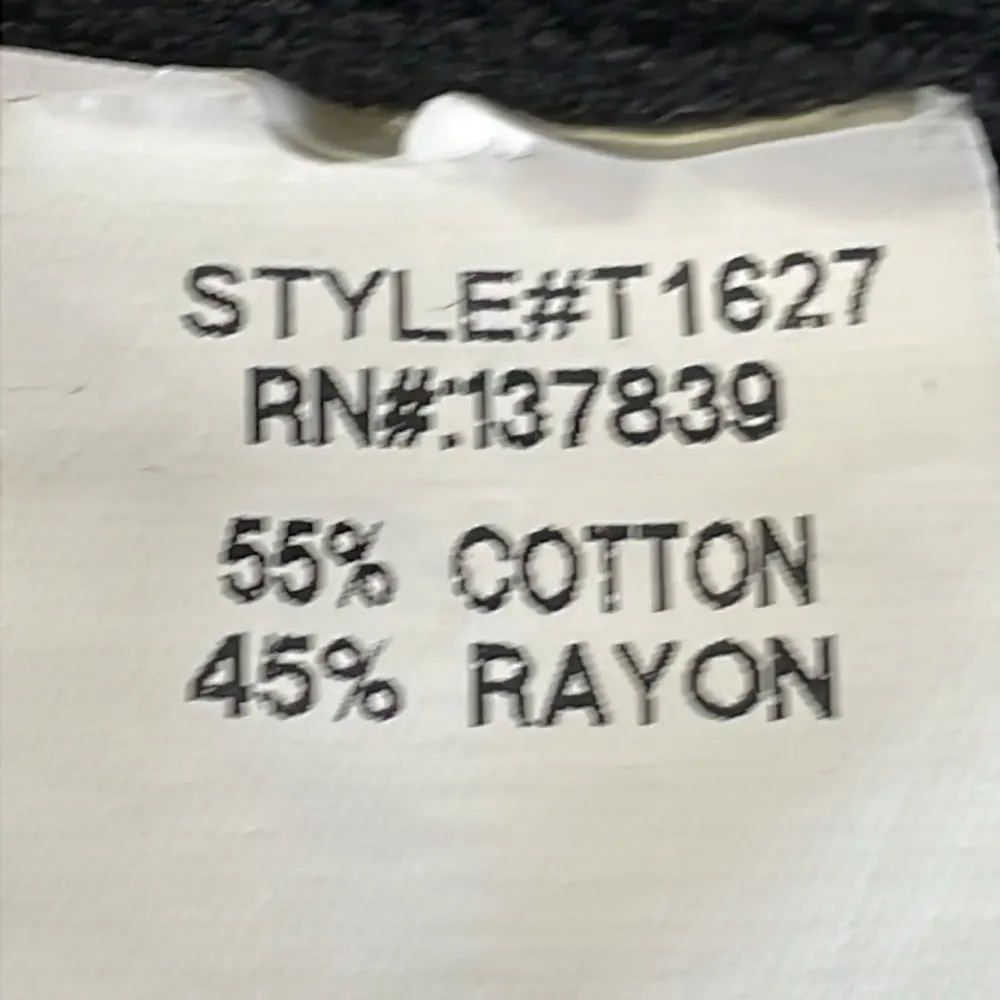 STYLE#T1627
RN#:137839
55% COTTON
45% RAYON